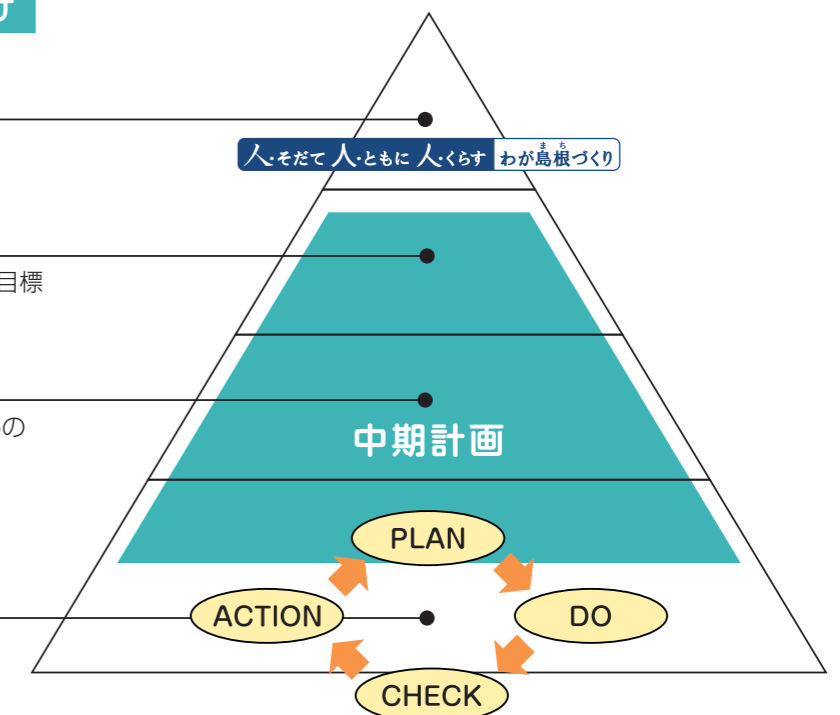 け
人・そだて 人・ともに 人・くらす わが島根づくり
まち
目標
の
中期計画
PLAN
ACTION
DO
CHECK